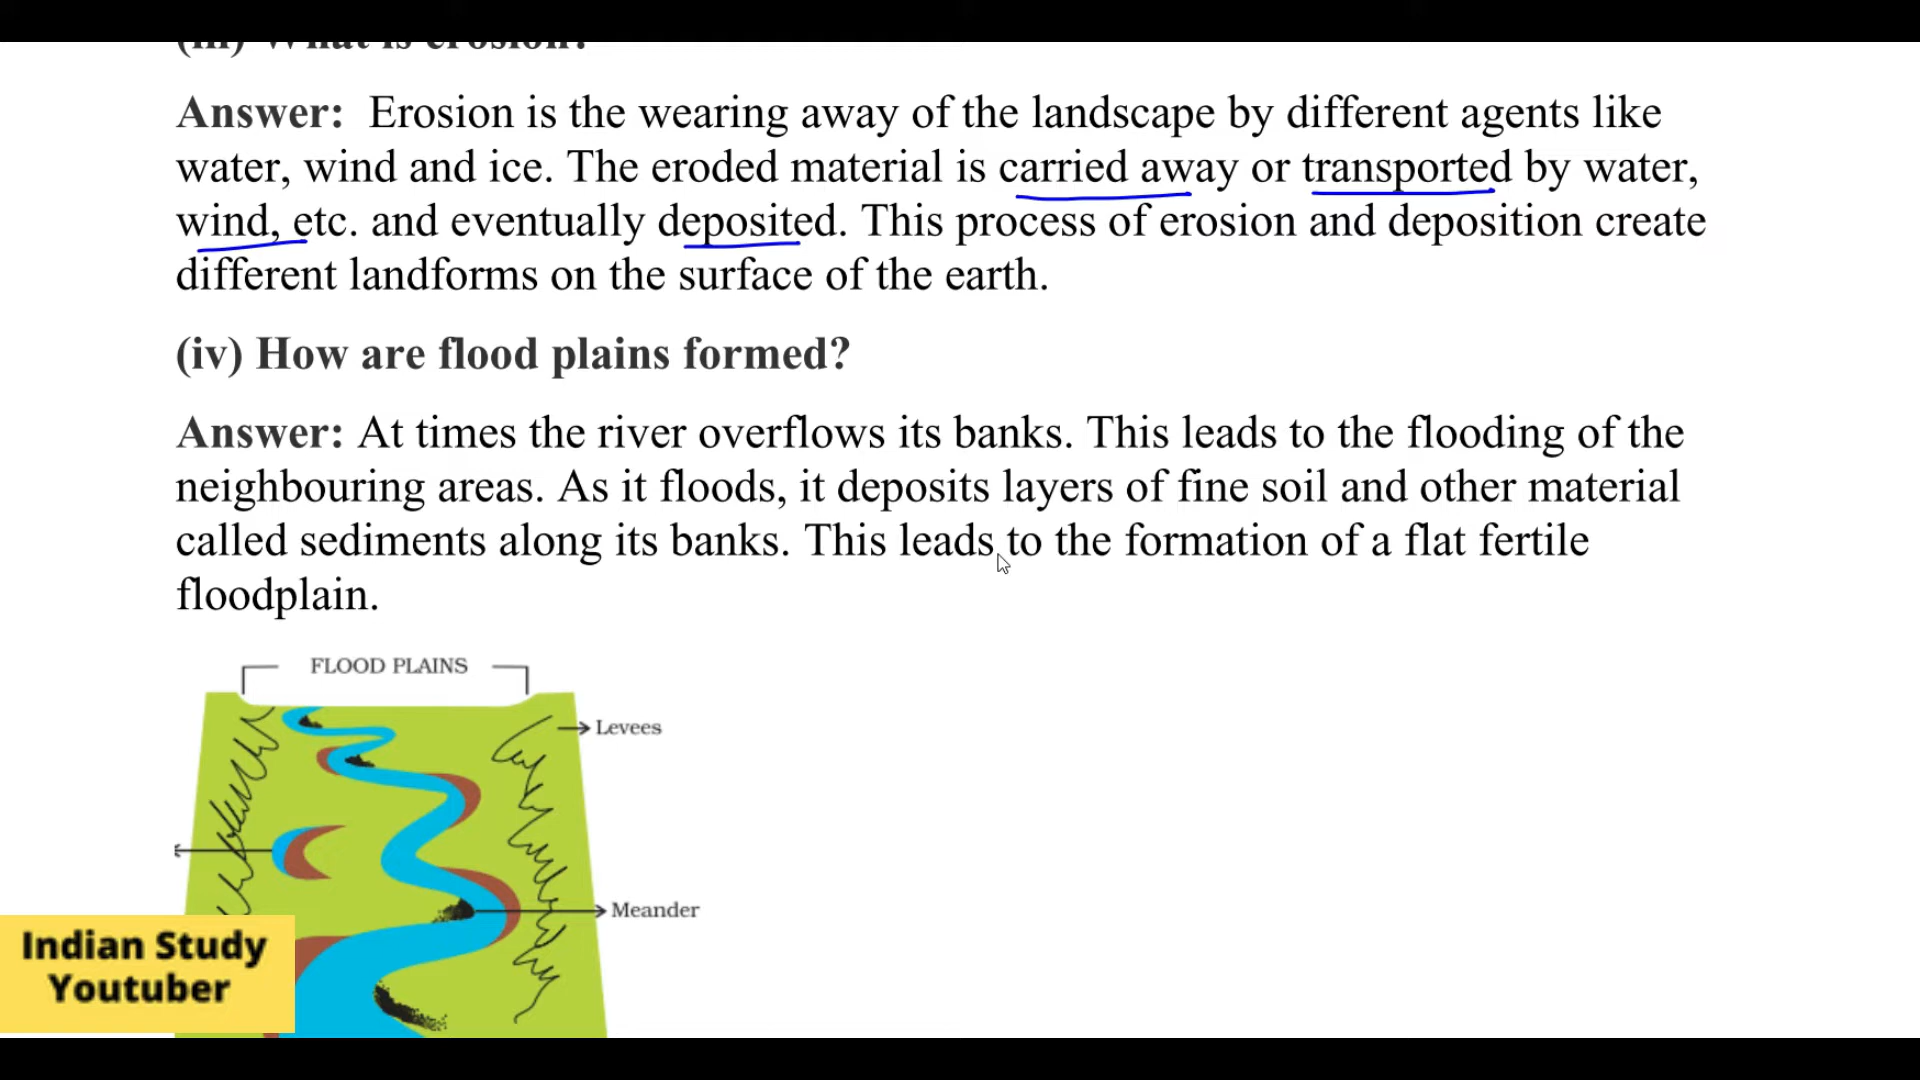 (iii) What is erosion?
Answer: Erosion is the wearing away of the landscape by different agents like
water, wind and ice. The eroded material is carried away or transported by water,
wind, etc. and eventually deposited. This process of erosion and deposition create
different landforms on the surface of the earth.
(iv) How are flood plains formed?
Answer: At times the river overflows its banks. This leads to the flooding of the
neighbouring areas. As it floods, it deposits layers of fine soil and other material
called sediments along its banks. This leads to the formation of a flat fertile
floodplain.
FLOOD PLAINS
Levees
Meander
Indian Study
Youtuber